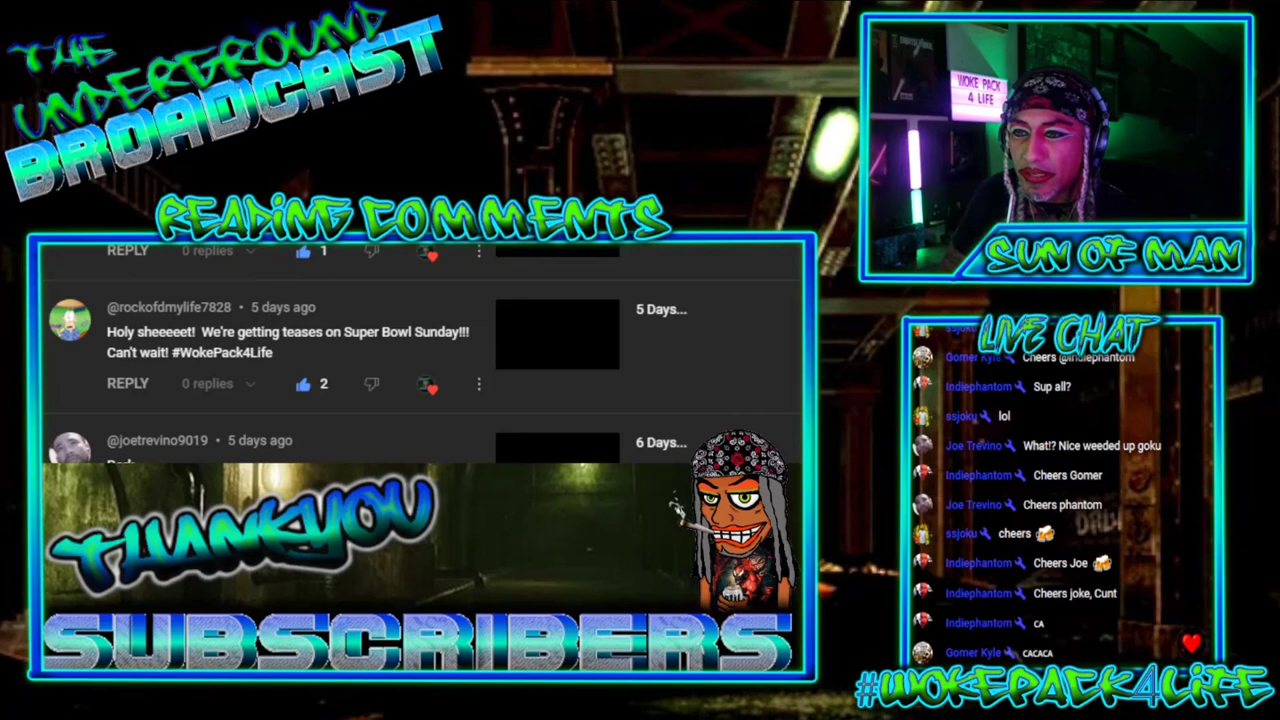 THE
UNDERGROUND
BROADCAST
READING COMMENTS
REPLY 0 replies 1
@rockofdmylife7828 • 5 days ago
Holy sheeeeet! We're getting teases on Super Bowl Sunday!!!
Can't wait! #WokePack4Life
5 Days...
REPLY 0 replies 2
@joetrevino9019 • 5 days ago
6 Days...
THANKYOU
SUBSCRIBERS
WOKE PACK
4 LIFE
SUN OF MAN
LIVE CHAT
ssjoku
Gomer Kyle Cheers @Indiephantom
Indiephantom Sup all?
ssjoku lol
Joe Trevino What!? Nice weeded up goku
Indiephantom Cheers Gomer
Joe Trevino Cheers phantom
ssjoku cheers 🍻
Indiephantom Cheers Joe 🍻
Indiephantom Cheers joke, Cunt
Indiephantom CA
Gomer Kyle CACACA
#WOKEPACK4LIFE